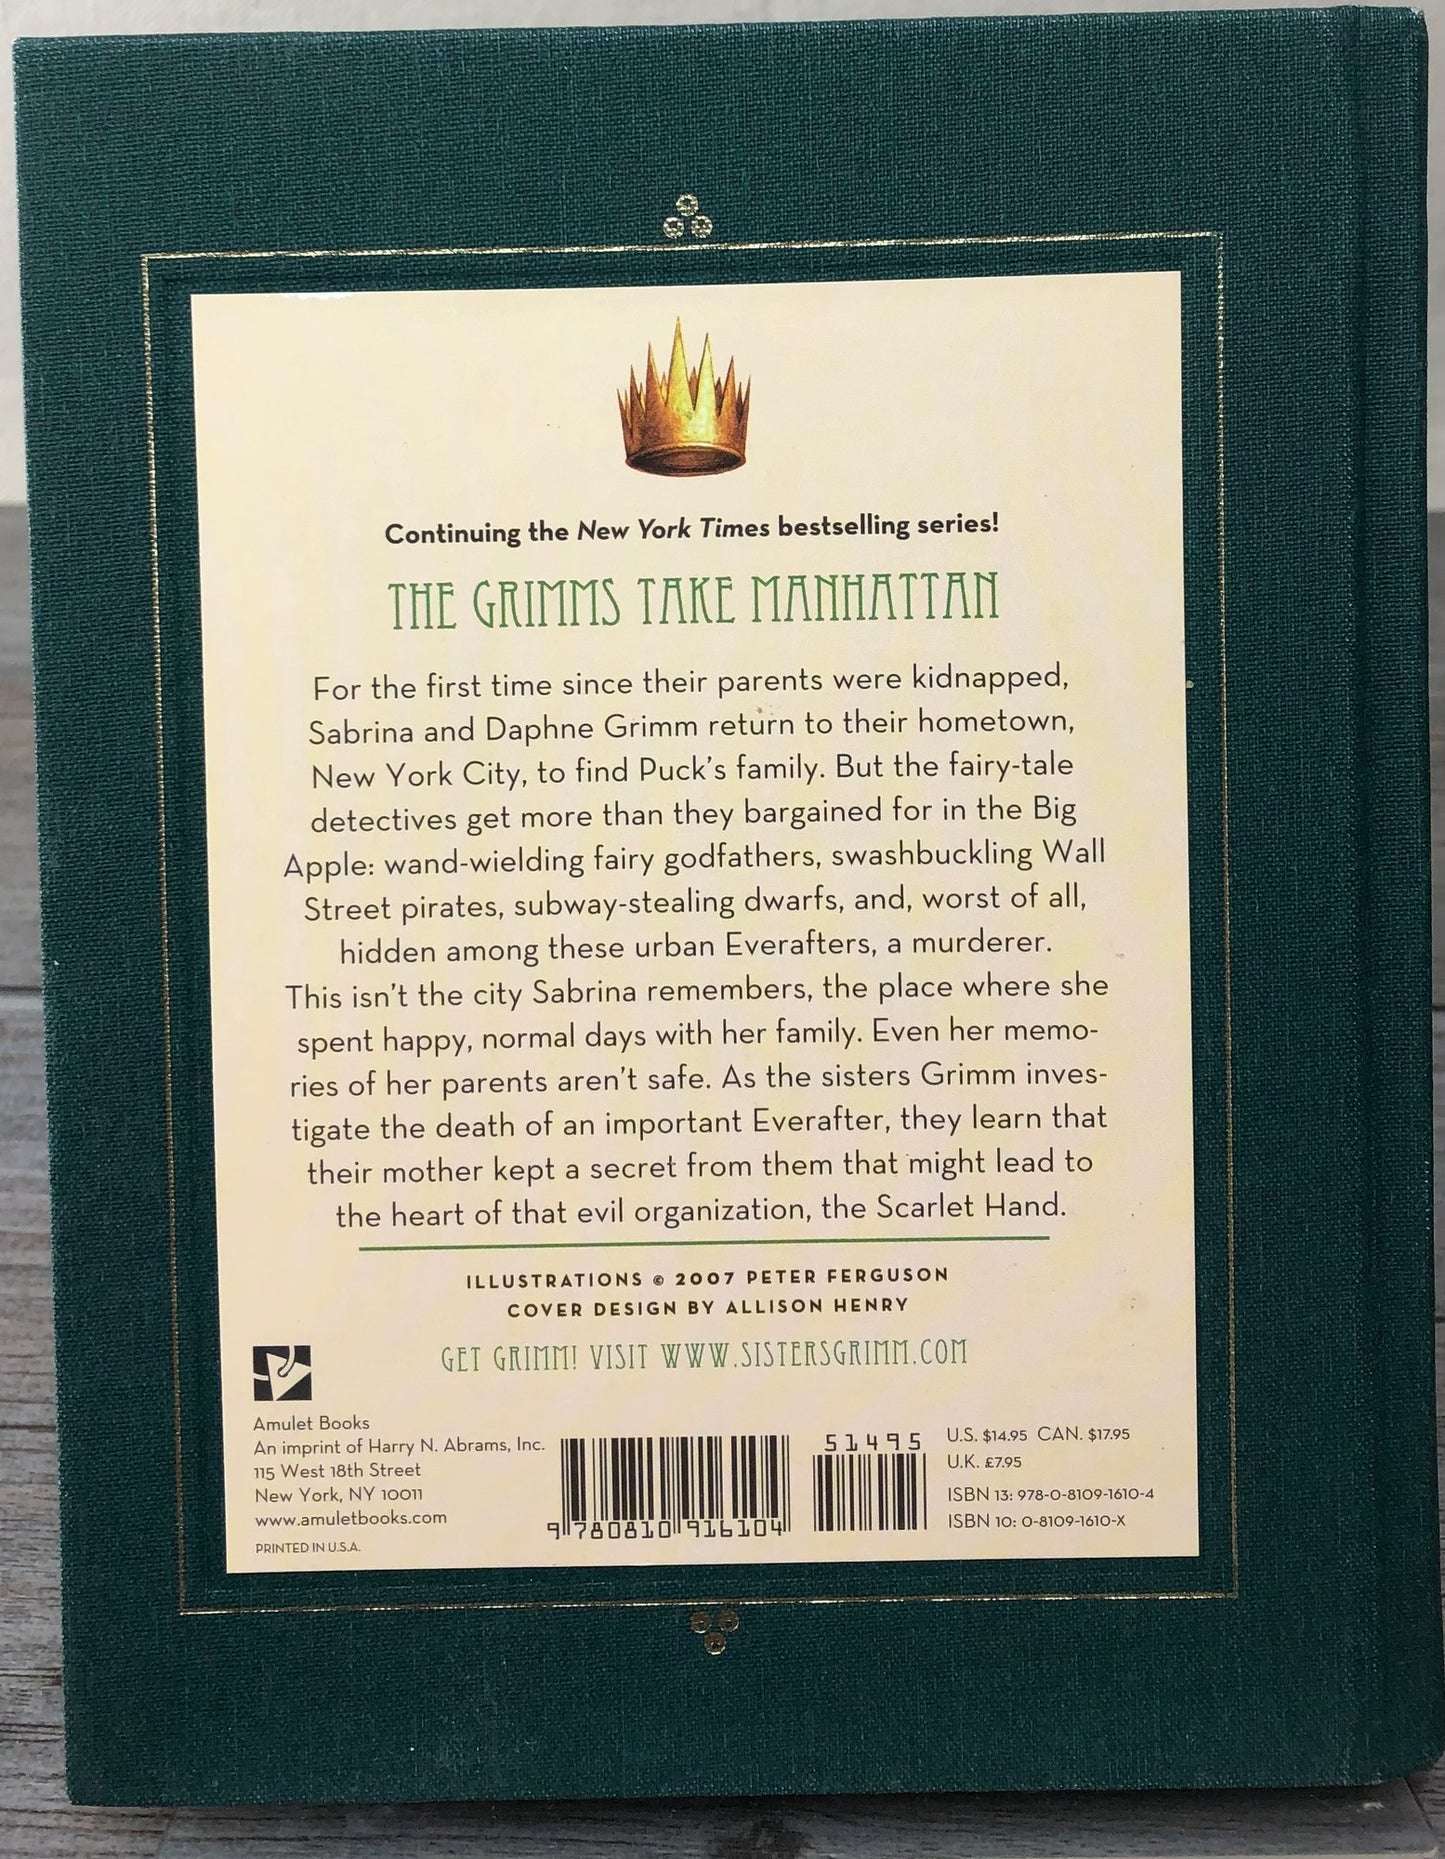 Continuing the New York Times bestselling series!
THE GRIMMS TAKE MANHATTAN
For the first time since their parents were kidnapped,
Sabrina and Daphne Grimm return to their hometown,
New York City, to find Puck's family. But the fairy-tale
detectives get more than they bargained for in the Big
Apple: wand-wielding fairy godfathers, swashbuckling Wall
Street pirates, subway-stealing dwarfs, and, worst of all,
hidden among these urban Everafters, a murderer.
This isn't the city Sabrina remembers, the place where she
spent happy, normal days with her family. Even her memo-
ries of her parents aren't safe. As the sisters Grimm inves-
tigate the death of an important Everafter, they learn that
their mother kept a secret from them that might lead to
the heart of that evil organization, the Scarlet Hand.
ILLUSTRATIONS © 2007 PETER FERGUSON
COVER DESIGN BY ALLISON HENRY
GET GRIMM! VISIT WWW.SISTERSGRIMM.COM
Amulet Books
An imprint of Harry N. Abrams, Inc.
115 West 18th Street
New York, NY 10011
www.amuletbooks.com
PRINTED IN U.S.A.
9 780810 916104
51495
U.S. $14.95 CAN. $17.95
U.K. £7.95
ISBN 13: 978-0-8109-1610-4
ISBN 10: 0-8109-1610-X